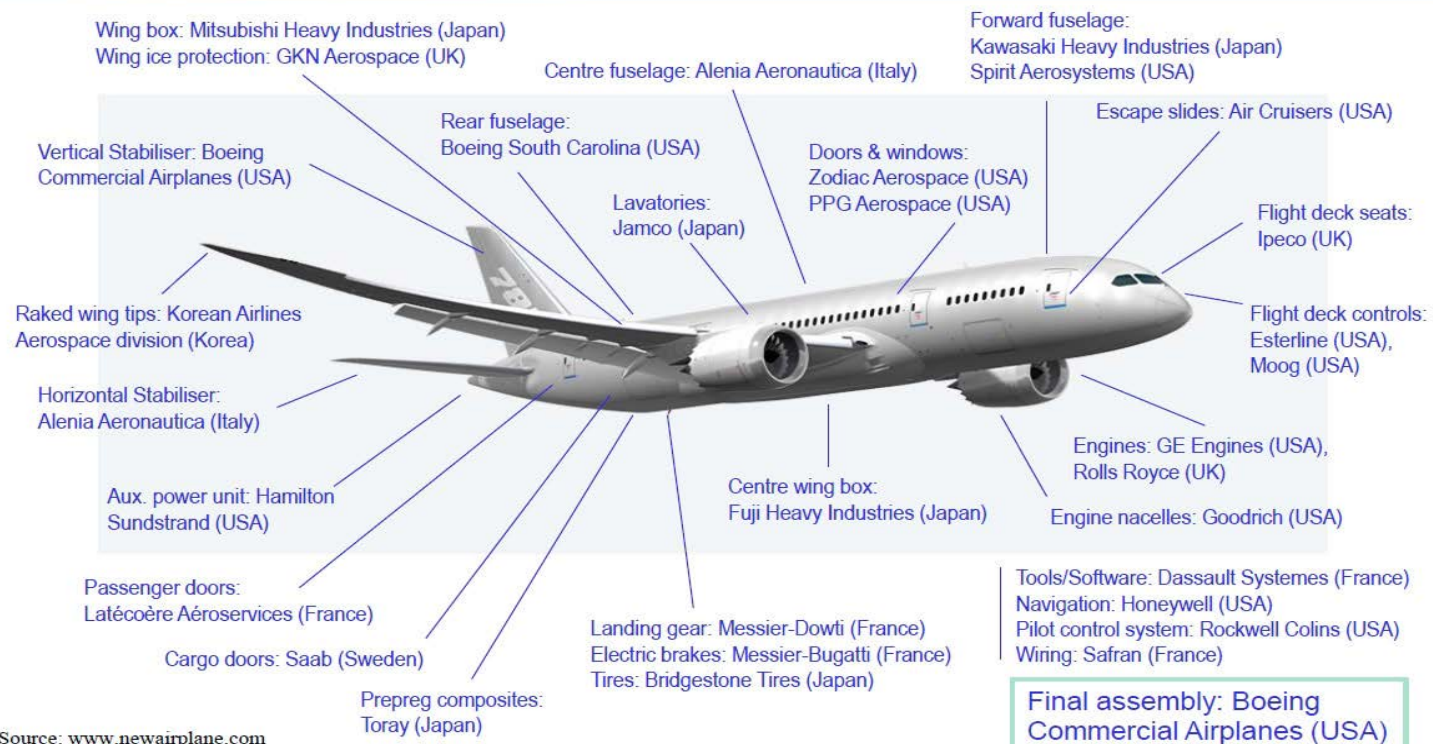 Wing box: Mitsubishi Heavy Industries (Japan)
Wing ice protection: GKN Aerospace (UK)
Centre fuselage: Alenia Aeronautica (Italy)
Forward fuselage:
Kawasaki Heavy Industries (Japan)
Spirit Aerosystems (USA)
Escape slides: Air Cruisers (USA)
Rear fuselage:
Boeing South Carolina (USA)
Vertical Stabiliser: Boeing
Commercial Airplanes (USA)
Doors & windows:
Zodiac Aerospace (USA)
PPG Aerospace (USA)
Lavatories:
Jamco (Japan)
Flight deck seats:
Ipeco (UK)
78
Raked wing tips: Korean Airlines
Aerospace division (Korea)
Flight deck controls:
Esterline (USA),
Moog (USA)
Horizontal Stabiliser:
Alenia Aeronautica (Italy)
Engines: GE Engines (USA),
Rolls Royce (UK)
Aux. power unit: Hamilton
Sundstrand (USA)
Centre wing box:
Fuji Heavy Industries (Japan)
Engine nacelles: Goodrich (USA)
Passenger doors:
Latécoère Aéroservices (France)
Landing gear: Messier-Dowti (France)
Electric brakes: Messier-Bugatti (France)
Tires: Bridgestone Tires (Japan)
Tools/Software: Dassault Systemes (France)
Navigation: Honeywell (USA)
Pilot control system: Rockwell Colins (USA)
Wiring: Safran (France)
Cargo doors: Saab (Sweden)
Prepreg composites:
Toray (Japan)
Final assembly: Boeing
Commercial Airplanes (USA)
Source: www.newairplane.com